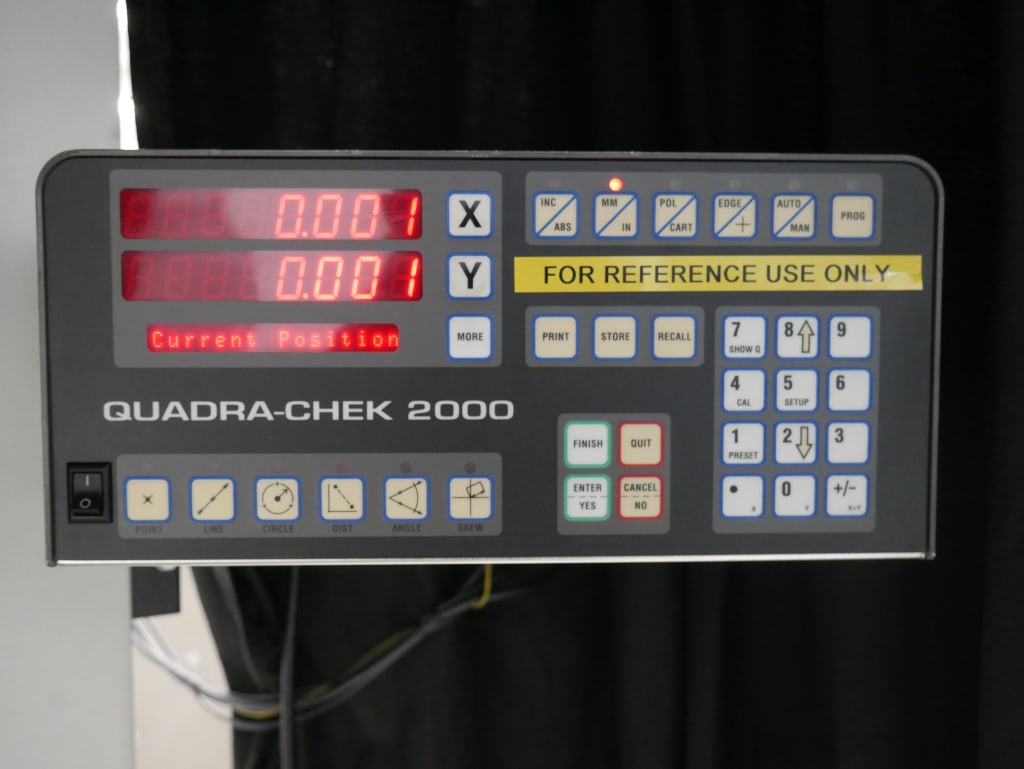 0.001 X
0.001 Y
Current Position MORE
INC ABS
MM IN
POL CART
EDGE
AUTO MAN
PROG
FOR REFERENCE USE ONLY
PRINT STORE RECALL
7 SHOW Q
8
9
4 CAL
5 SETUP
6
1 PRESET
2
3
• X
0 Y
+/- X+Y
QUADRA-CHEK 2000
FINISH QUIT
ENTER YES
CANCEL NO
I
O
POINT LINE CIRCLE DIST ANGLE SKEW